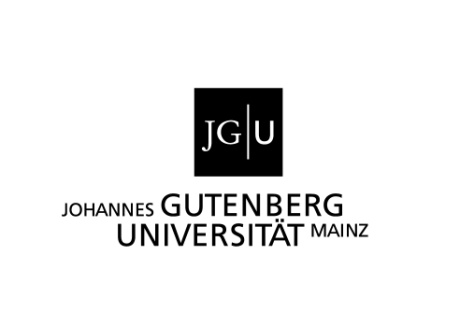 JG|U
JOHANNES GUTENBERG
UNIVERSITÄT MAINZ